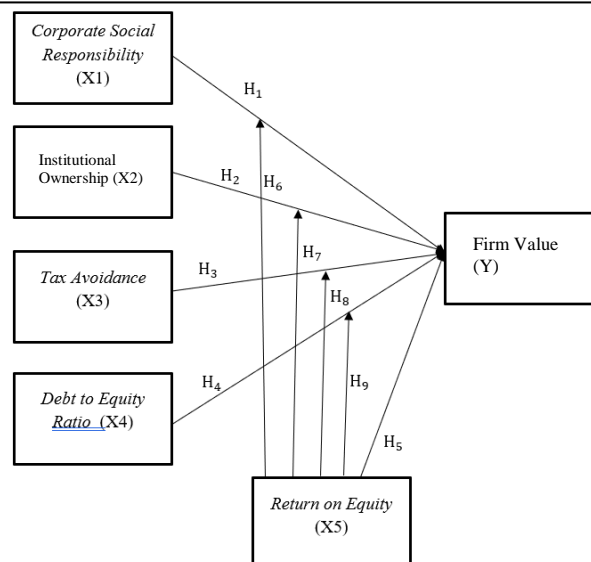 Corporate Social
Responsibility
(X1)
H₁
Institutional
Ownership (X2)
H₂
H₆
Firm Value
(Y)
H₇
Tax Avoidance
(X3)
H₃
H₈
Debt to Equity
Ratio (X4)
H₄
H₉
H₅
Return on Equity
(X5)